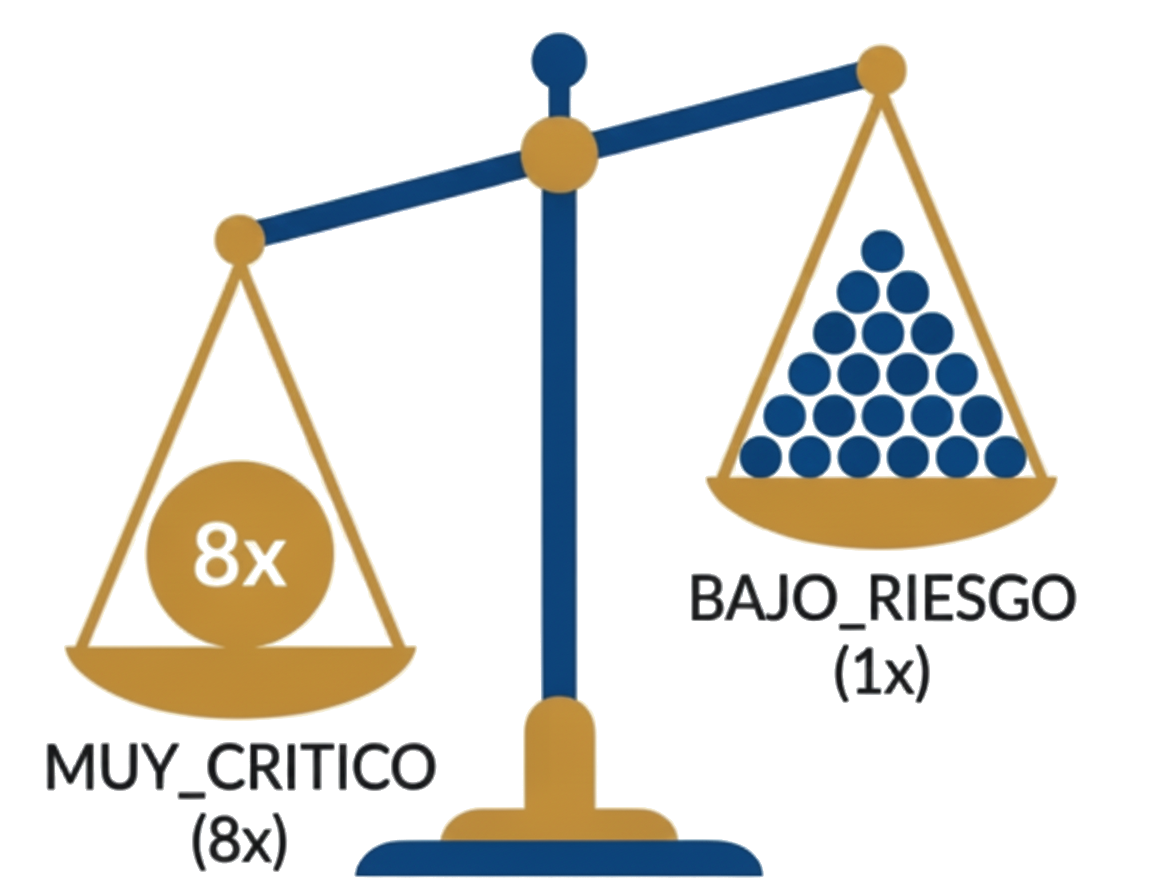 8x
MUY_CRITICO
(8x)
BAJO_RIESGO
(1x)